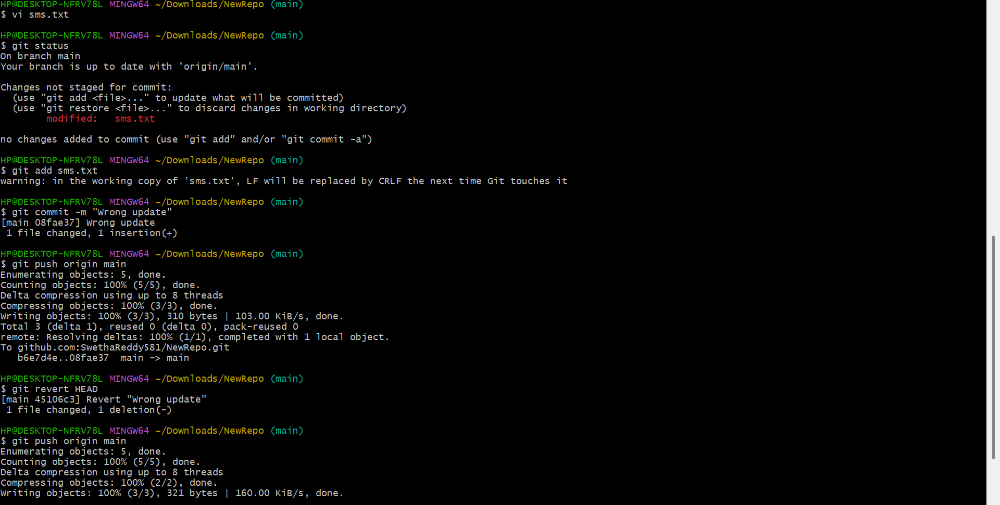 HP@DESKTOP-NFRV78L MINGW64 ~/Downloads/NewRepo (main)
$ vi sms.txt
HP@DESKTOP-NFRV78L MINGW64 ~/Downloads/NewRepo (main)
$ git status
On branch main
Your branch is up to date with 'origin/main'.
Changes not staged for commit:
  (use "git add <file>..." to update what will be committed)
  (use "git restore <file>..." to discard changes in working directory)
        modified:   sms.txt
no changes added to commit (use "git add" and/or "git commit -a")
HP@DESKTOP-NFRV78L MINGW64 ~/Downloads/NewRepo (main)
$ git add sms.txt
warning: in the working copy of 'sms.txt', LF will be replaced by CRLF the next time Git touches it
HP@DESKTOP-NFRV78L MINGW64 ~/Downloads/NewRepo (main)
$ git commit -m "Wrong update"
[main 08fae37] Wrong update
 1 file changed, 1 insertion(+)
HP@DESKTOP-NFRV78L MINGW64 ~/Downloads/NewRepo (main)
$ git push origin main
Enumerating objects: 5, done.
Counting objects: 100% (5/5), done.
Delta compression using up to 8 threads
Compressing objects: 100% (3/3), done.
Writing objects: 100% (3/3), 310 bytes | 103.00 KiB/s, done.
Total 3 (delta 1), reused 0 (delta 0), pack-reused 0
remote: Resolving deltas: 100% (1/1), completed with 1 local object.
To github.com:SwethaReddy581/NewRepo.git
   b6e7d4e..08fae37  main -> main
HP@DESKTOP-NFRV78L MINGW64 ~/Downloads/NewRepo (main)
$ git revert HEAD
[main 45106c3] Revert "Wrong update"
 1 file changed, 1 deletion(-)
HP@DESKTOP-NFRV78L MINGW64 ~/Downloads/NewRepo (main)
$ git push origin main
Enumerating objects: 5, done.
Counting objects: 100% (5/5), done.
Delta compression using up to 8 threads
Compressing objects: 100% (2/2), done.
Writing objects: 100% (3/3), 321 bytes | 160.00 KiB/s, done.